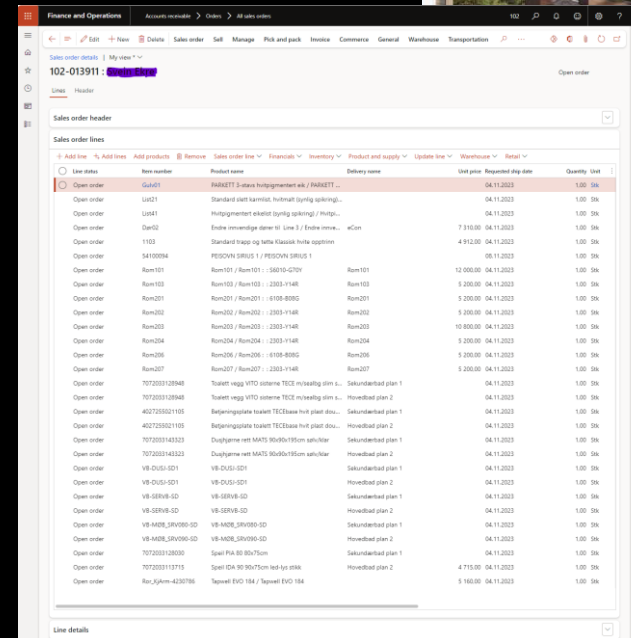 Finance and Operations Accounts receivable > Orders > All sales orders 102
Edit + New Delete Sales order Sell Manage Pick and pack Invoice Commerce General Warehouse Transportation
Sales order details | My view *
102-013911 : Open order
Lines Header
Sales order header
Sales order lines
+ Add line Add lines Add products Remove Sales order line Financials Inventory Product and supply Update line Warehouse Retail
Line status Item number Product name Delivery name Unit price Requested ship date Quantity Unit
Open order Gulv01 PARKETT 3-stavs hvitpigmentert eik / PARKETT ... 04.11.2023 1.00 Stk
Open order List21 Standard slett karmlist, hvitmalt (synlig spikring)... 04.11.2023 1.00 Stk
Open order List41 Hvitpigmentert eikelist (synlig spikring) / Hvitpi... 04.11.2023 1.00 Stk
Open order Dør02 Endre innvendige dører til Line 3 / Endre innve... eCon 7 310.00 04.11.2023 1.00 Stk
Open order 1103 Standard trapp og tette Klassisk hvite opptrinn 4 912.00 04.11.2023 1.00 Stk
Open order 54100094 PEISOVN SIRIUS 1 / PEISOVN SIRIUS 1 08.11.2023 1.00 Stk
Open order Rom101 Rom101 / Rom101 : : S6010-G70Y Rom101 12 000.00 04.11.2023 1.00 Stk
Open order Rom103 Rom103 / Rom103 : : 2303-Y14R Rom103 5 200.00 04.11.2023 1.00 Stk
Open order Rom201 Rom201 / Rom201 : : 6108-B08G Rom201 5 200.00 04.11.2023 1.00 Stk
Open order Rom202 Rom202 / Rom202 : : 2303-Y14R Rom202 5 200.00 04.11.2023 1.00 Stk
Open order Rom203 Rom203 / Rom203 : : 2303-Y14R Rom203 10 800.00 04.11.2023 1.00 Stk
Open order Rom204 Rom204 / Rom204 : : 2303-Y14R Rom204 5 200.00 04.11.2023 1.00 Stk
Open order Rom206 Rom206 / Rom206 : : 6108-B08G Rom206 5 200.00 04.11.2023 1.00 Stk
Open order Rom207 Rom207 / Rom207 : : 2303-Y14R Rom207 5 200.00 04.11.2023 1.00 Stk
Open order 7072033128948 Toalett vegg VITO sisterne TECE m/sealbg slim s... Sekundærbad plan 1 04.11.2023 1.00 Stk
Open order 7072033128948 Toalett vegg VITO sisterne TECE m/sealbg slim s... Hovedbad plan 2 04.11.2023 1.00 Stk
Open order 4027255021105 Betjeningsplate toalett TECEbase hvit plast dou... Sekundærbad plan 1 04.11.2023 1.00 Stk
Open order 4027255021105 Betjeningsplate toalett TECEbase hvit plast dou... Hovedbad plan 2 04.11.2023 1.00 Stk
Open order 7072033143323 Dusjhjørne rett MATS 90x90x195cm sølv/klar Sekundærbad plan 1 04.11.2023 1.00 Stk
Open order 7072033143323 Dusjhjørne rett MATS 90x90x195cm sølv/klar Hovedbad plan 2 04.11.2023 1.00 Stk
Open order VB-DUSJ-SD1 VB-DUSJ-SD1 Sekundærbad plan 1 04.11.2023 1.00 Stk
Open order VB-DUSJ-SD1 VB-DUSJ-SD1 Hovedbad plan 2 04.11.2023 1.00 Stk
Open order VB-SERVB-SD VB-SERVB-SD Sekundærbad plan 1 04.11.2023 1.00 Stk
Open order VB-SERVB-SD VB-SERVB-SD Hovedbad plan 2 04.11.2023 1.00 Stk
Open order VB-MØB_SRV080-SD VB-MØB_SRV080-SD Sekundærbad plan 1 04.11.2023 1.00 Stk
Open order VB-MØB_SRV090-SD VB-MØB_SRV090-SD Hovedbad plan 2 04.11.2023 1.00 Stk
Open order 7072033128030 Speil PIA 80 80x75cm Sekundærbad plan 1 04.11.2023 1.00 Stk
Open order 7072033113715 Speil IDA 90 90x75cm led-lys stikk Hovedbad plan 2 4 715.00 04.11.2023 1.00 Stk
Open order Ror_KjArm-4230786 Tapwell EVO 184 / Tapwell EVO 184 5 160.00 04.11.2023 1.00 Stk
Line details